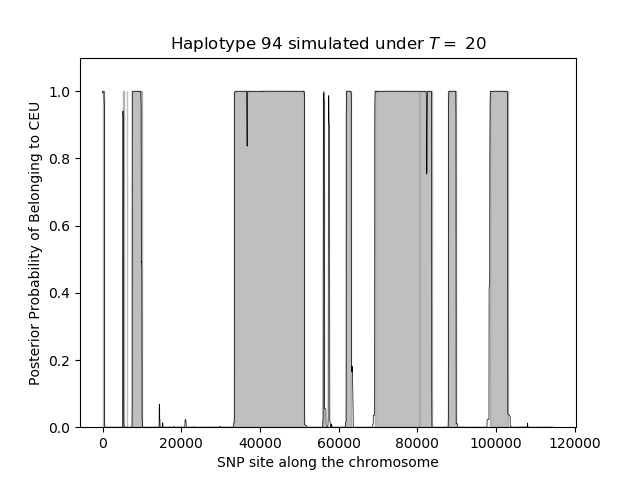 Haplotype 94 simulated under T = 20
Posterior Probability of Belonging to CEU
1.0
0.8
0.6
0.4
0.2
0.0
0 20000 40000 60000 80000 100000 120000
SNP site along the chromosome